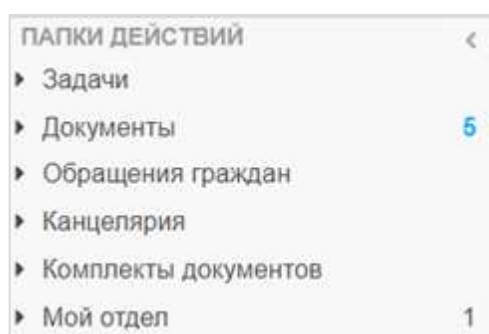 ПАПКИ ДЕЙСТВИЙ
Задачи
Документы 5
Обращения граждан
Канцелярия
Комплекты документов
Мой отдел 1